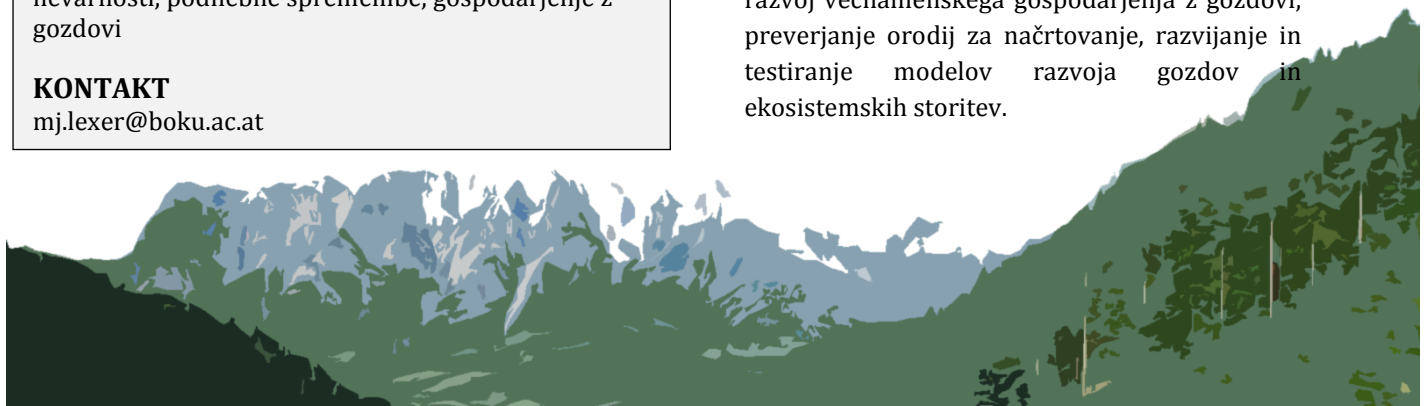 nevarnosti, podnebne spremembe, gospodarjenje z
gozdovi
KONTAKT
mj.lexer@boku.ac.at
razvoj večnamenskega gospodarjenja z gozdovi,
preverjanje orodij za načrtovanje, razvijanje in
testiranje modelov razvoja gozdov in
ekosistemskih storitev.